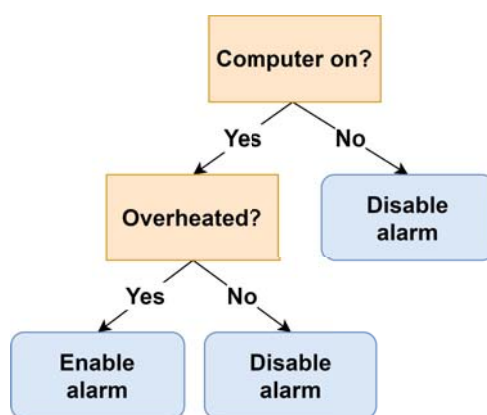 Computer on?
Yes
No
Overheated?
Disable
alarm
Yes
No
Enable
alarm
Disable
alarm